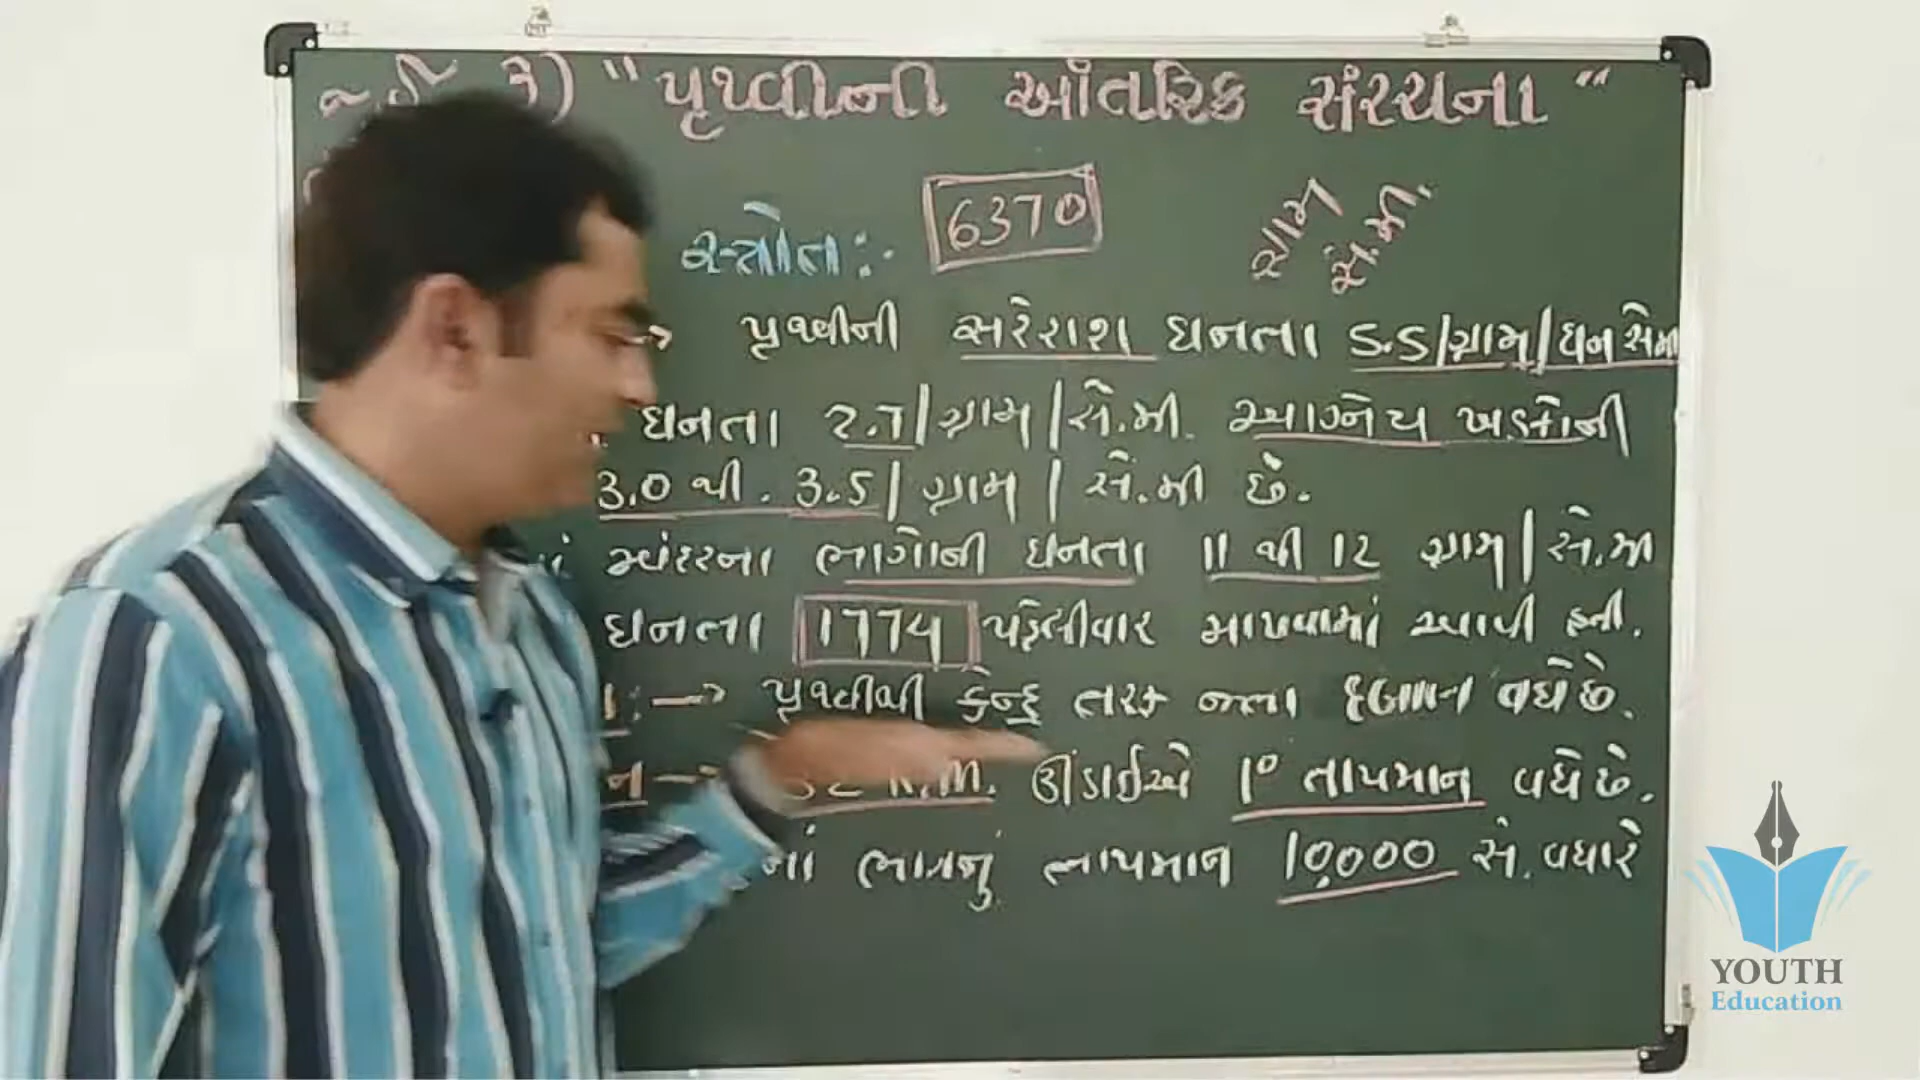 3) "પૃથ્વીની આંતરિક સંરચના"
સ્ત્રોત :- 6370 ગ્રામ સે.મી.
→ પૃથ્વીની સરેરાશ ઘનતા 5.5/ગ્રામ/ઘન સેમી
ઘનતા 2.7/ગ્રામ/સે.મી. આગ્નેય ખડકોની
3.0 થી. 3.5/ગ્રામ/સે.મી છે.
અંદરના ભાગોની ઘનતા 11 થી 12 ગ્રામ/સે.મી
ઘનતા 1774 પહેલીવાર માપવામાં આવી હતી.
:→ પૃથ્વીથી કેન્દ્ર તરફ જતા દબાણ વધે છે.
ન → ઊંડાઈએ 1° તાપમાન વધે છે.
નાં ભાગનું તાપમાન 10,000 સે. વધારે
YOUTH
Education